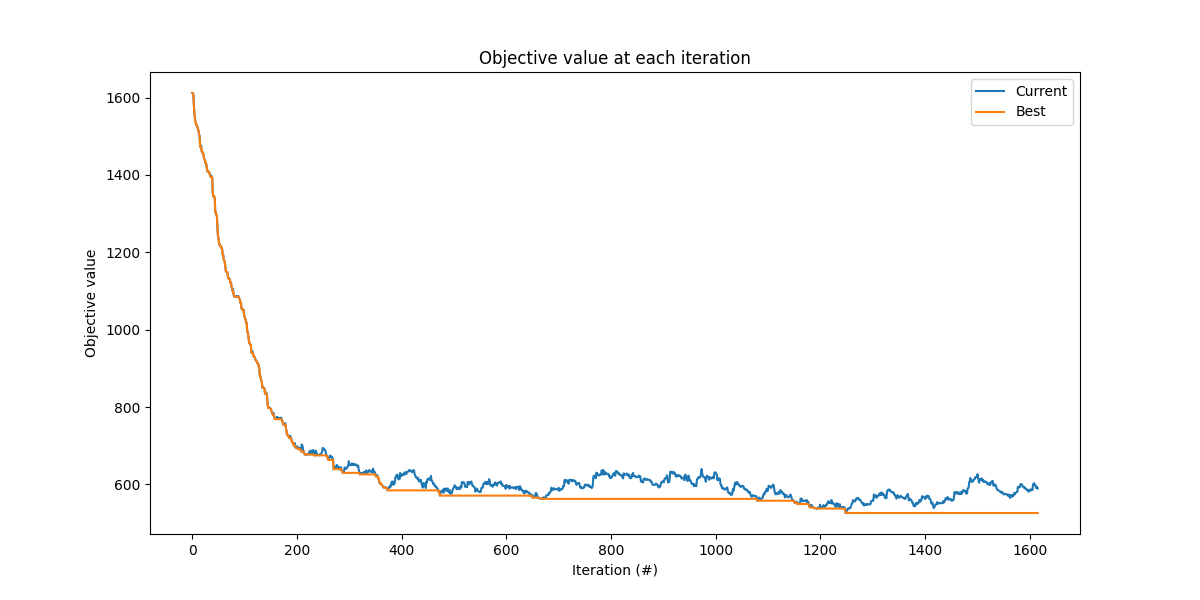 Objective value at each iteration
Current
Best
Objective value
1600
1400
1200
1000
800
600
0 200 400 600 800 1000 1200 1400 1600
Iteration (#)